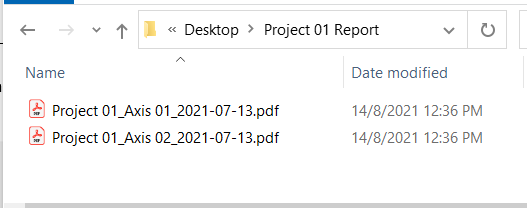 « Desktop > Project 01 Report
Name Date modified
Project 01_Axis 01_2021-07-13.pdf 14/8/2021 12:36 PM
Project 01_Axis 02_2021-07-13.pdf 14/8/2021 12:36 PM